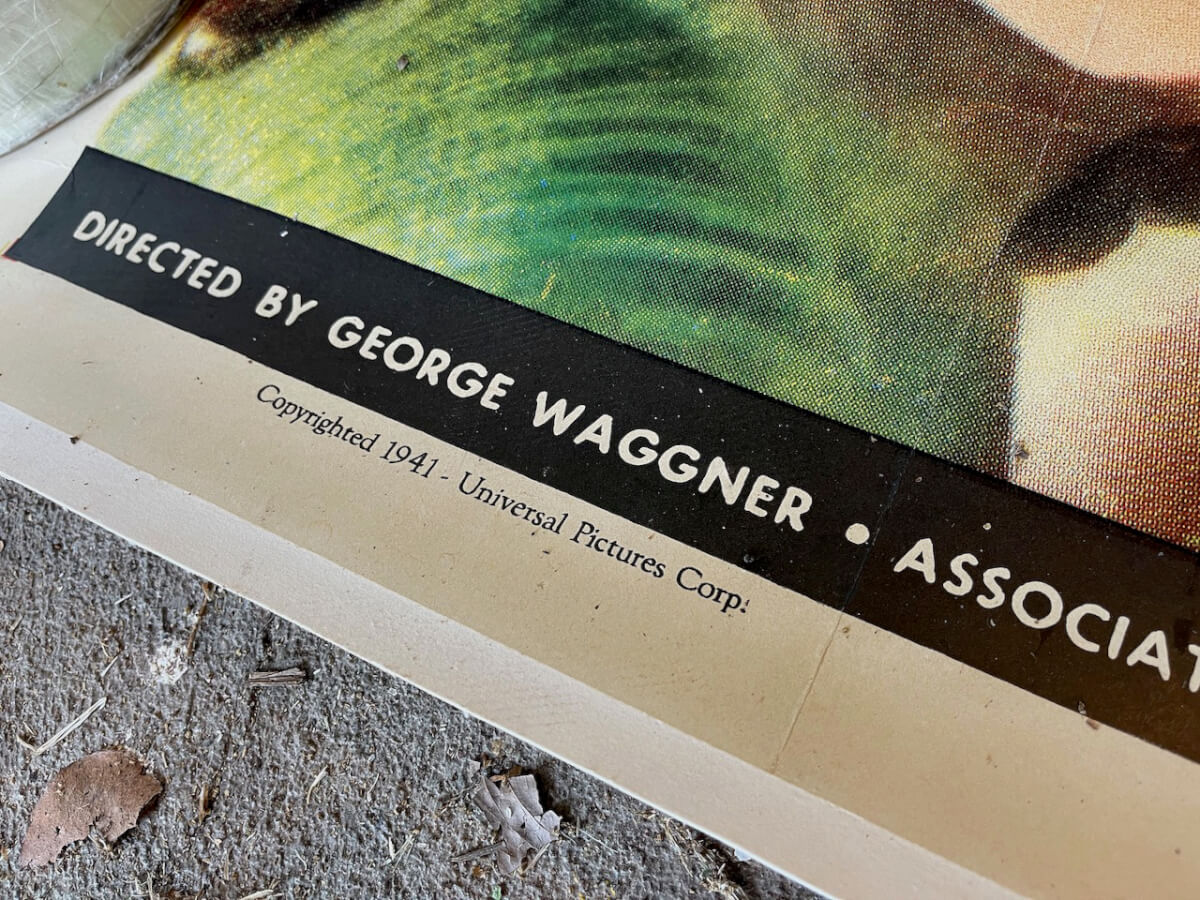 DIRECTED BY GEORGE WAGGNER • ASSOCIAT
Copyrighted 1941 - Universal Pictures Corp.